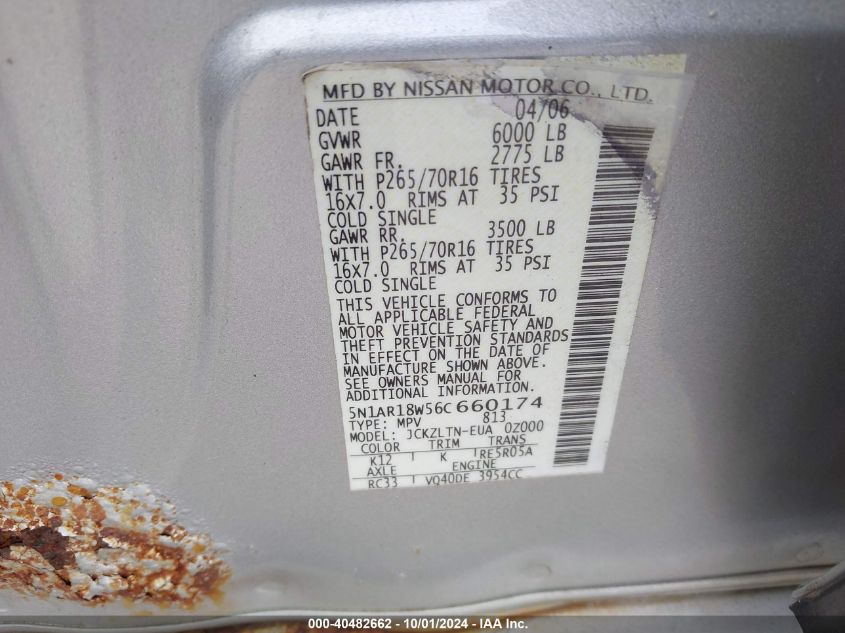 MFD BY NISSAN MOTOR CO., LTD.
DATE 04/06
GVWR 6000 LB
GAWR FR. 2775 LB
WITH P265/70R16 TIRES
16X7.0 RIMS AT 35 PSI
COLD SINGLE
GAWR RR. 3500 LB
WITH P265/70R16 TIRES
16X7.0 RIMS AT 35 PSI
COLD SINGLE
THIS VEHICLE CONFORMS TO
ALL APPLICABLE FEDERAL
MOTOR VEHICLE SAFETY AND
THEFT PREVENTION STANDARDS
IN EFFECT ON THE DATE OF
MANUFACTURE SHOWN ABOVE.
SEE OWNERS MANUAL FOR
ADDITIONAL INFORMATION.
5N1AR18W56C660174
TYPE: MPV 813
MODEL: JCKZLTN-EUA 0Z000
COLOR TRIM TRANS
K12 K RE5R05A
AXLE ENGINE
RC33 VQ40DE 3954CC
000-40482662 - 10/01/2024 - IAA Inc.